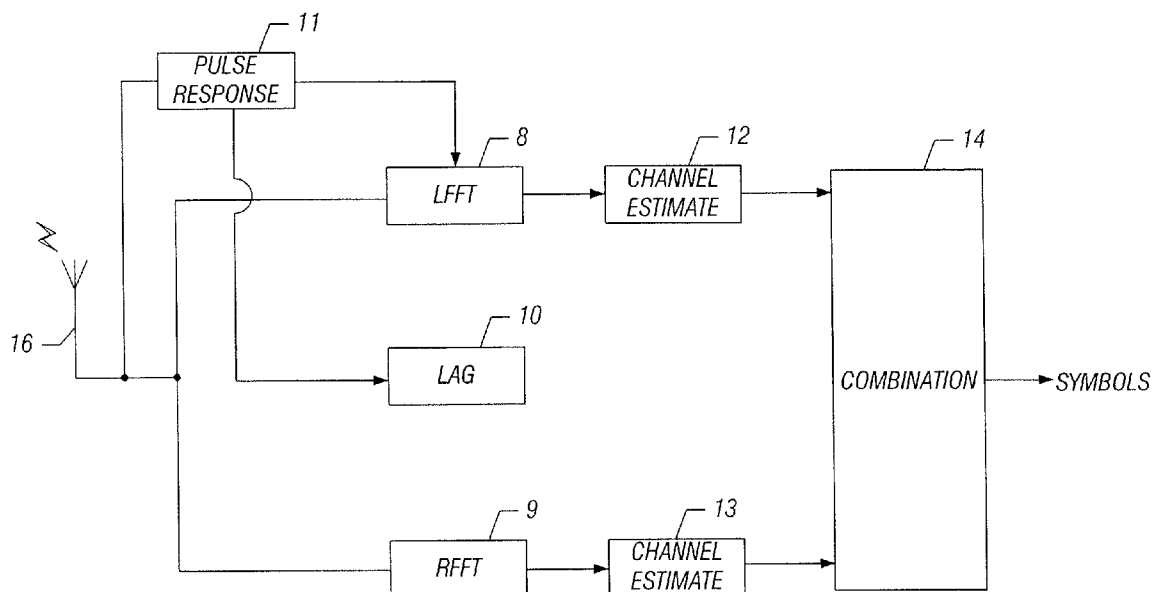 11
PULSE
RESPONSE
8
LFFT
12
CHANNEL
ESTIMATE
14
16
10
LAG
COMBINATION
SYMBOLS
9
RFFT
13
CHANNEL
ESTIMATE